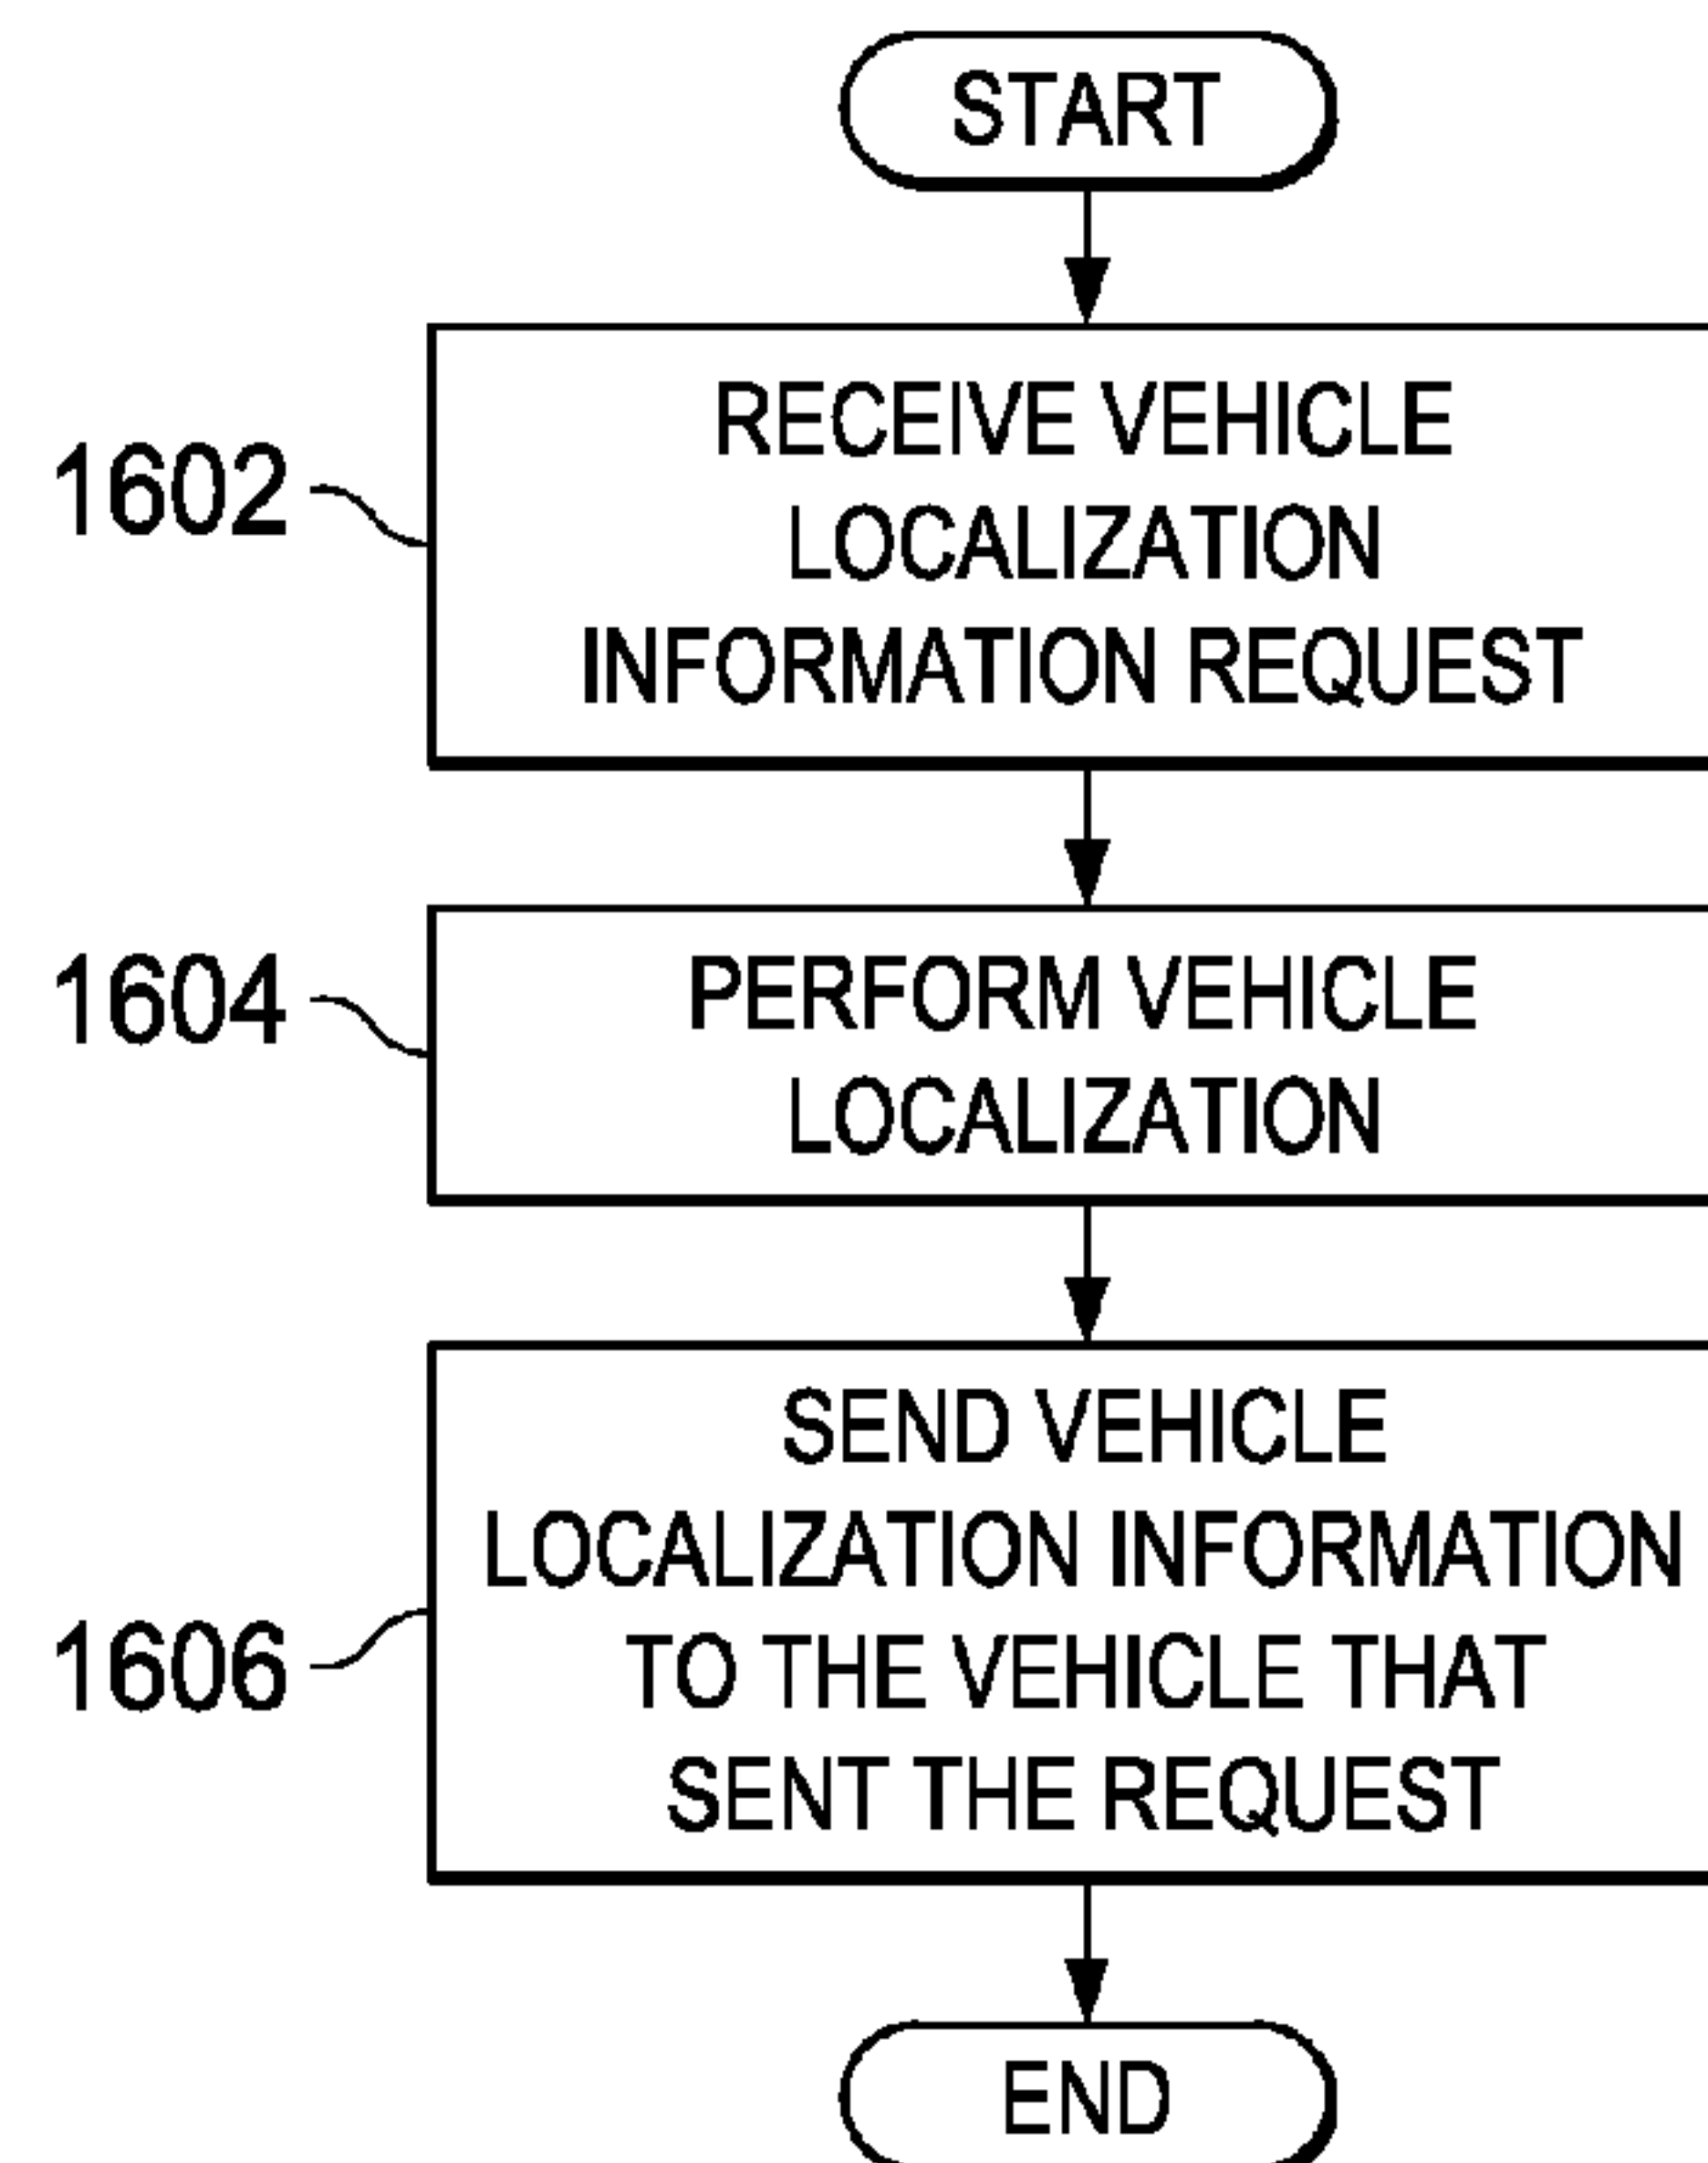 START
RECEIVE VEHICLE
LOCALIZATION
INFORMATION REQUEST
1602
PERFORM VEHICLE
LOCALIZATION
1604
SEND VEHICLE
LOCALIZATION INFORMATION
TO THE VEHICLE THAT
SENT THE REQUEST
1606
END